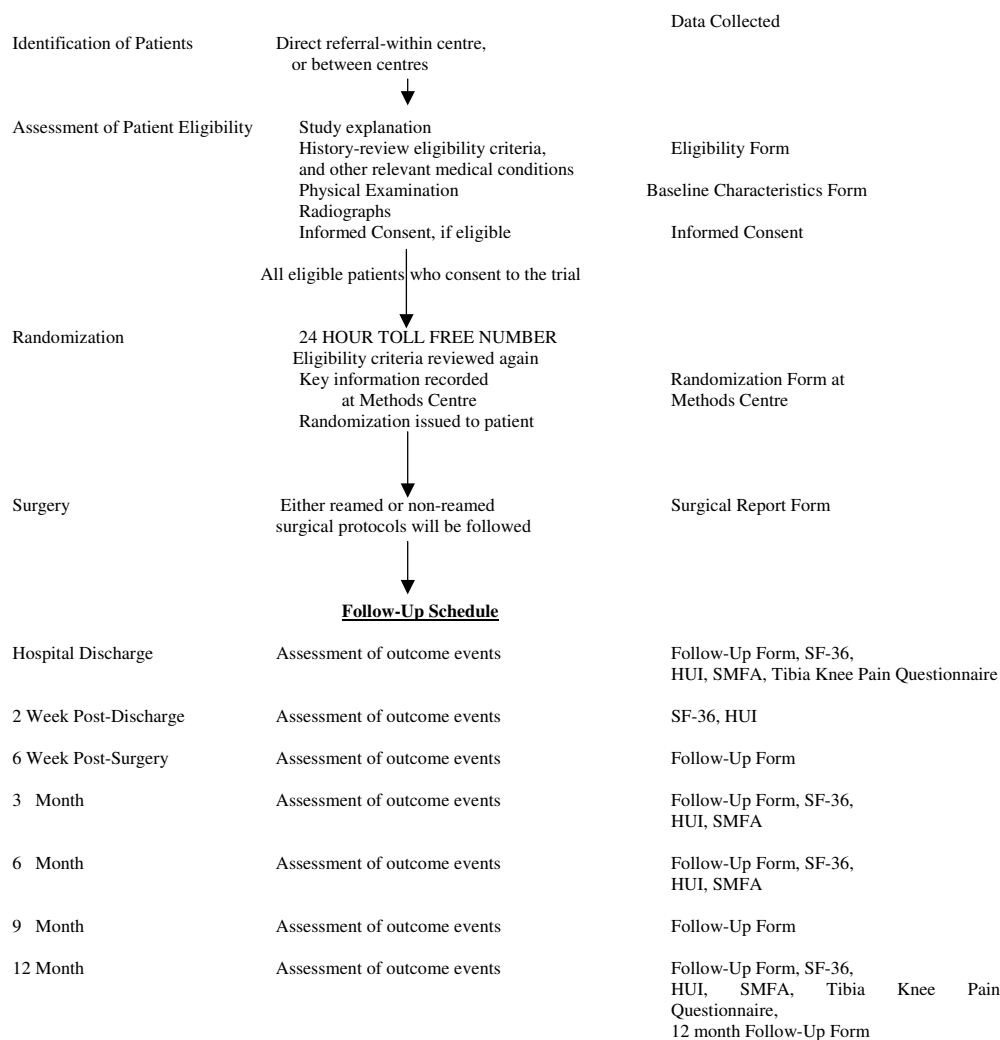 Data Collected
Identification of Patients Direct referral-within centre,
or between centres
Assessment of Patient Eligibility Study explanation
History-review eligibility criteria, Eligibility Form
and other relevant medical conditions
Physical Examination Baseline Characteristics Form
Radiographs
Informed Consent, if eligible Informed Consent
All eligible patients who consent to the trial
Randomization 24 HOUR TOLL FREE NUMBER
Eligibility criteria reviewed again
Key information recorded Randomization Form at
at Methods Centre Methods Centre
Randomization issued to patient
Surgery Either reamed or non-reamed Surgical Report Form
surgical protocols will be followed
Follow-Up Schedule
Hospital Discharge Assessment of outcome events Follow-Up Form, SF-36,
HUI, SMFA, Tibia Knee Pain Questionnaire
2 Week Post-Discharge Assessment of outcome events SF-36, HUI
6 Week Post-Surgery Assessment of outcome events Follow-Up Form
3 Month Assessment of outcome events Follow-Up Form, SF-36,
HUI, SMFA
6 Month Assessment of outcome events Follow-Up Form, SF-36,
HUI, SMFA
9 Month Assessment of outcome events Follow-Up Form
12 Month Assessment of outcome events Follow-Up Form, SF-36,
HUI, SMFA, Tibia Knee Pain
Questionnaire,
12 month Follow-Up Form